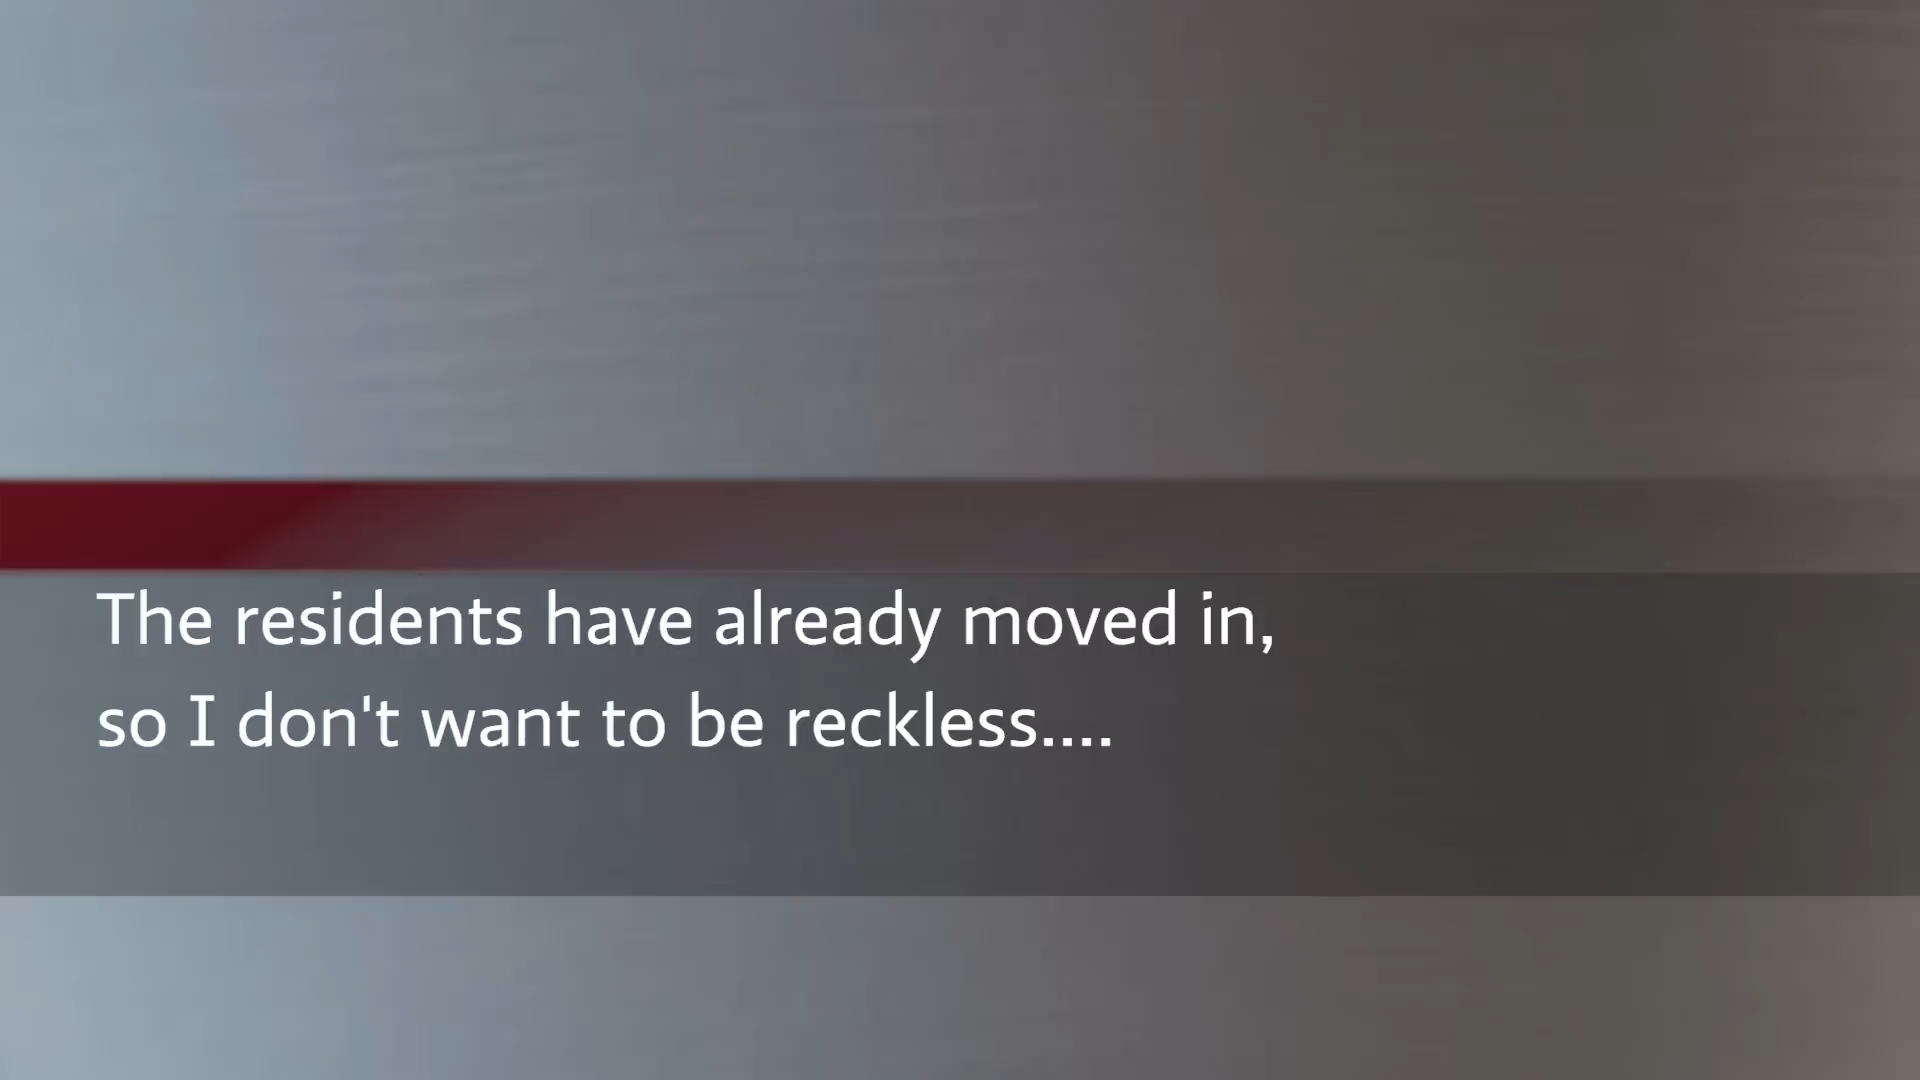 The residents have already moved in,
so I don't want to be reckless....